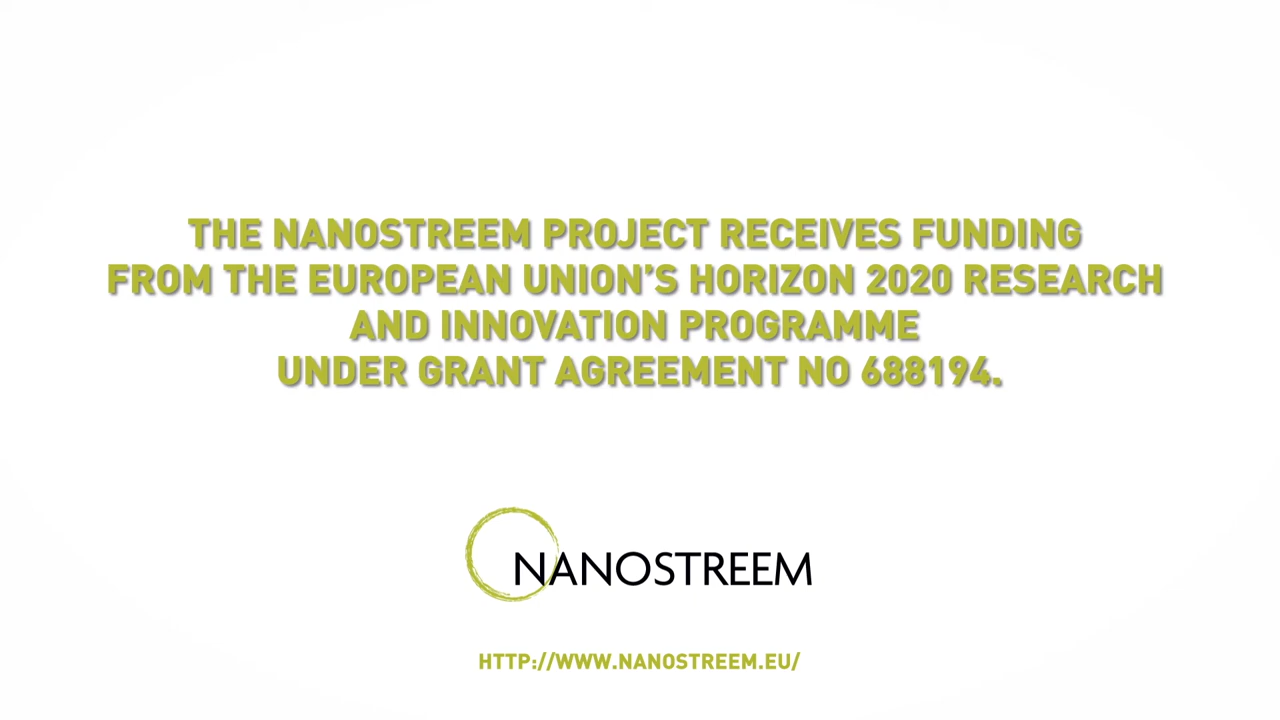 THE NANOSTREEM PROJECT RECEIVES FUNDING
FROM THE EUROPEAN UNION’S HORIZON 2020 RESEARCH
AND INNOVATION PROGRAMME
UNDER GRANT AGREEMENT NO 688194.
NANOSTREEM
HTTP://WWW.NANOSTREEM.EU/